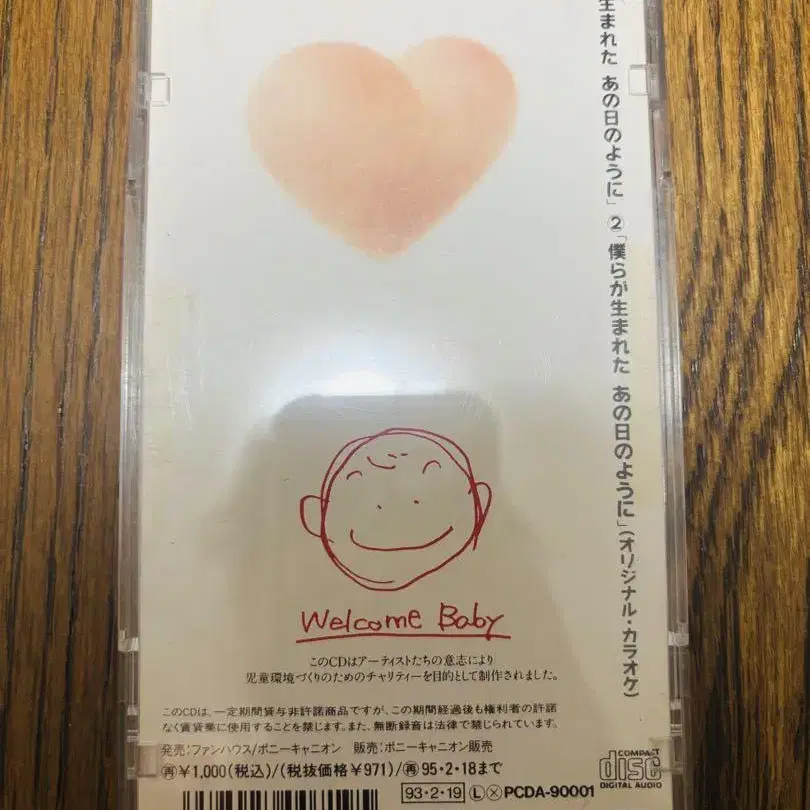 生まれた あの日のように」②「僕らが生まれた あの日のように」(オリジナル・カラオケ)
Welcome Baby
このCDはアーティストたちの意志により
児童環境づくりのためのチャリティーを目的として制作されました。
このCDは、一定期間貸与非許諾商品ですが、この期間経過後も権利者の許諾
なく賃貸業に使用することを禁じます。また、無断録音は法律で禁じられています。
発売:ファンハウス/ポニーキャニオン 販売:ポニーキャニオン販売
再¥1,000(税込)/(税抜価格¥971)/再95・2・18まで
93・2・19 Ⓛ ⓧ PCDA-90001
COMPACT
disc
DIGITAL AUDIO